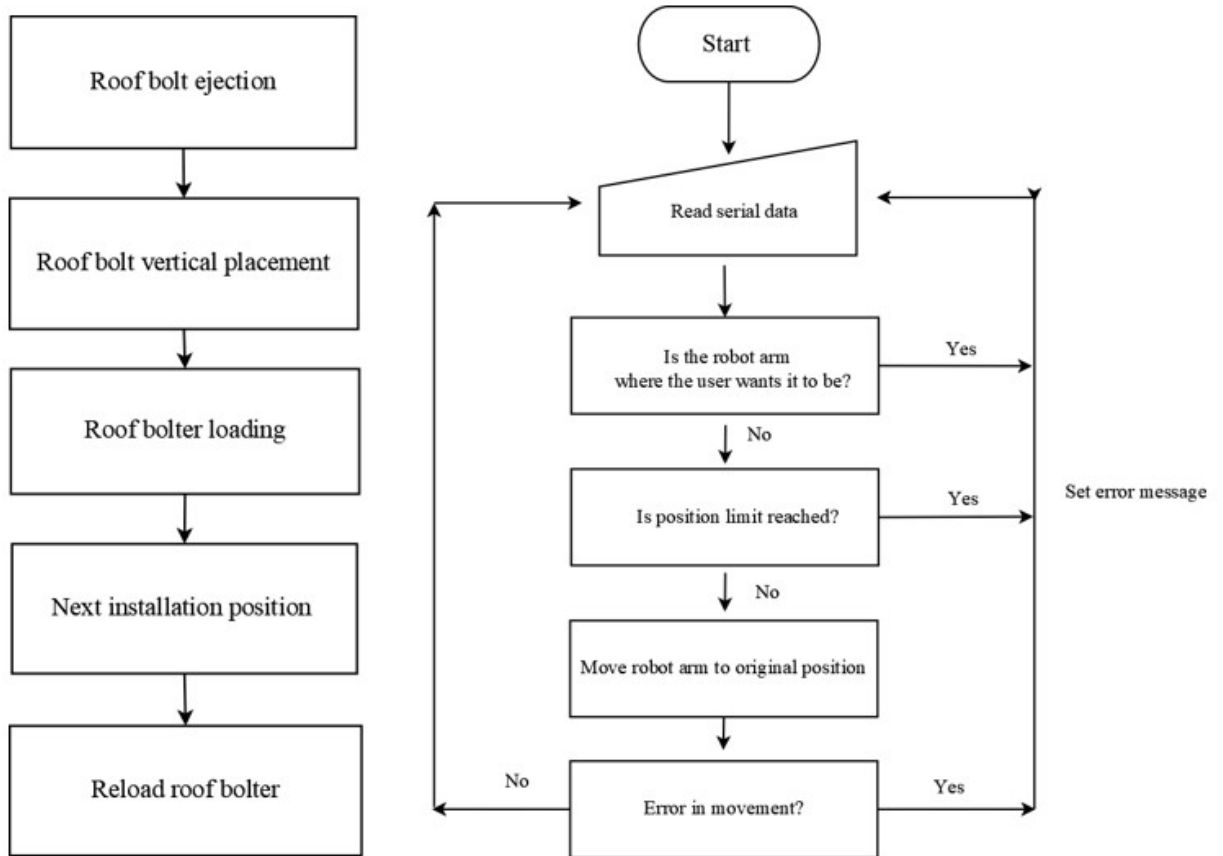 Roof bolt ejection
Roof bolt vertical placement
Roof bolter loading
Next installation position
Reload roof bolter
Start
Read serial data
Is the robot arm
where the user wants it to be?
Yes
No
Is position limit reached?
Yes
Set error message
No
Move robot arm to original position
No
Error in movement?
Yes